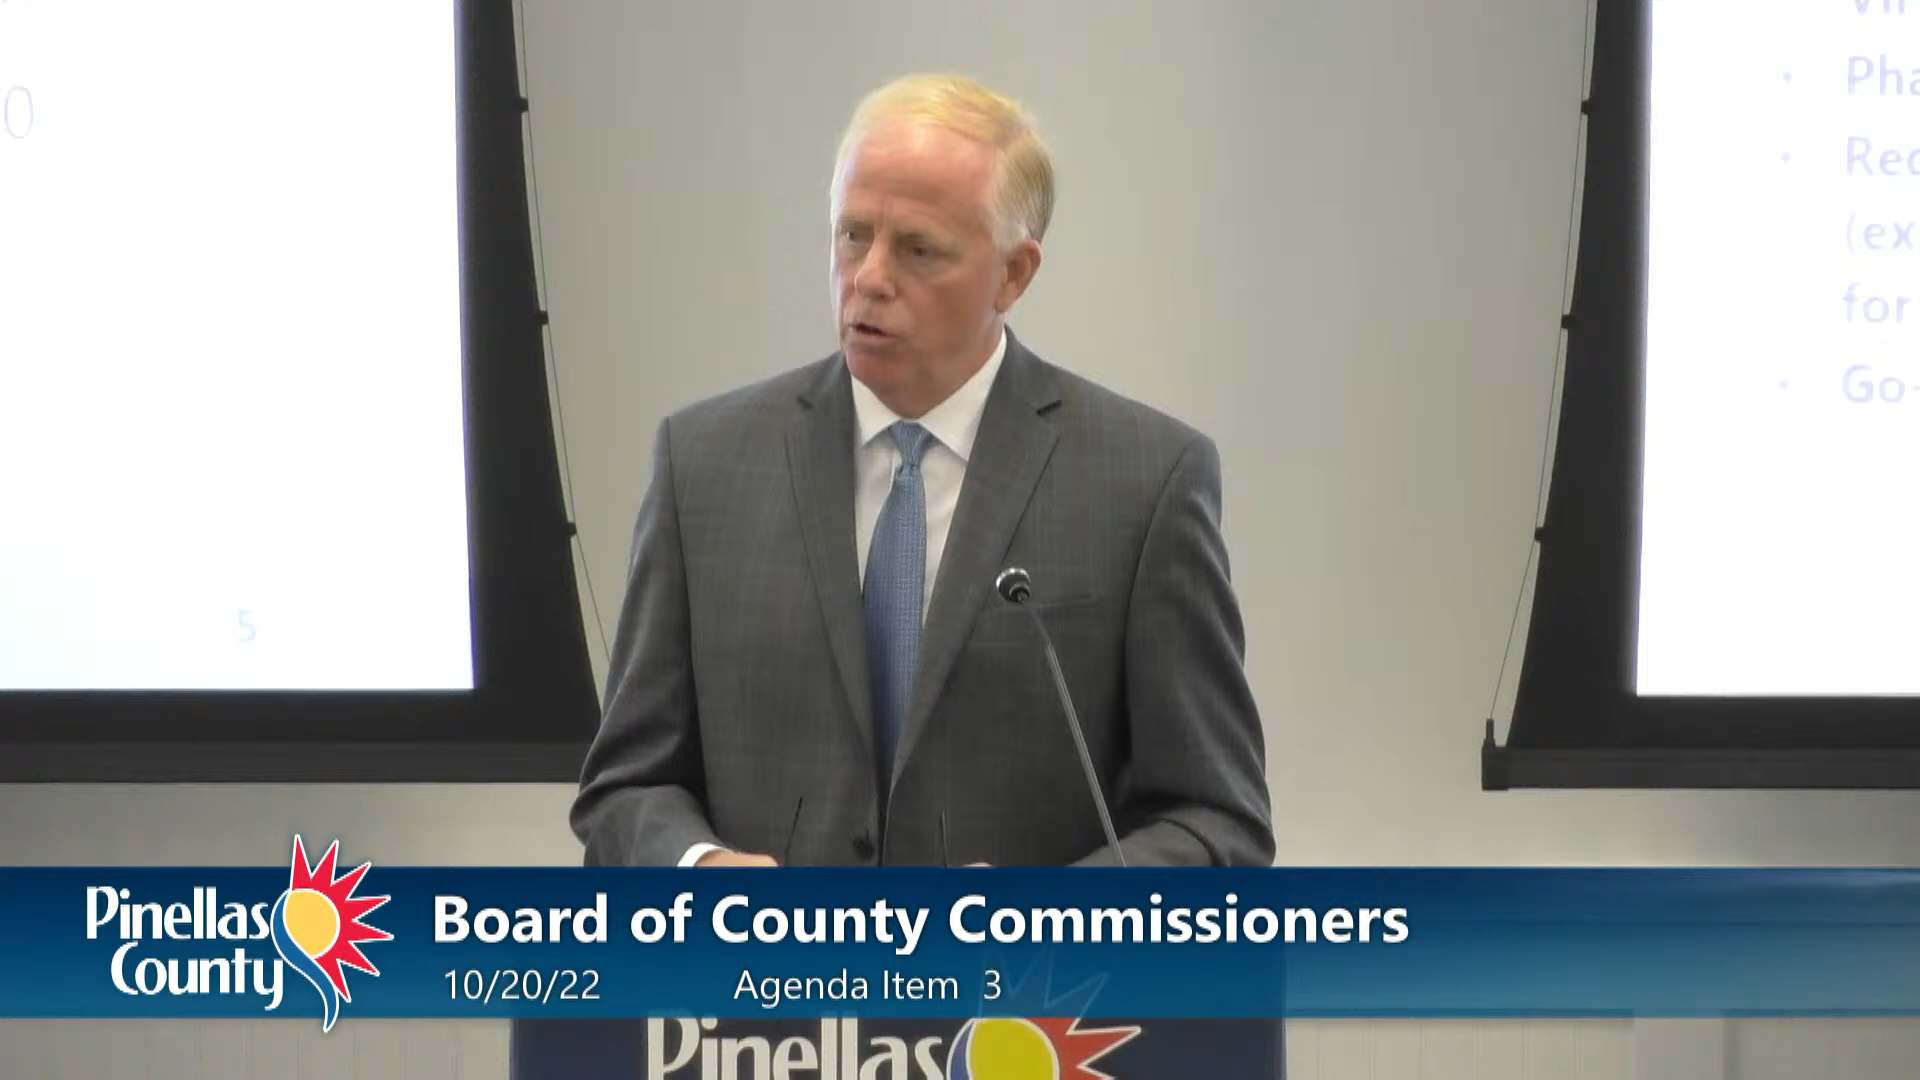 0
5
Pha
Rec
(ex
for
Go-
Pinellas
County
Board of County Commissioners
10/20/22 Agenda Item 3
Pinellas